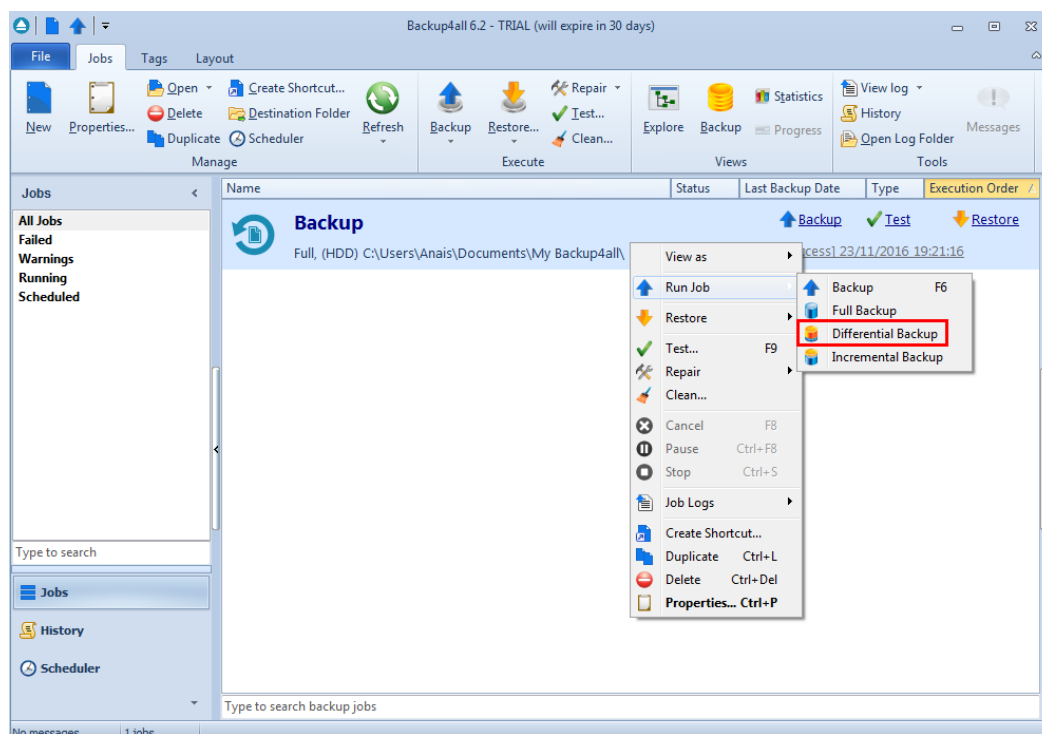 Backup4all 6.2 - TRIAL (will expire in 30 days)
File Jobs Tags Layout
New
Properties...
Open
Delete
Duplicate
Create Shortcut...
Destination Folder
Scheduler
Refresh
Manage
Backup
Restore...
Repair
Test...
Clean...
Execute
Explore
Backup
Statistics
Progress
Views
View log
History
Open Log Folder
Messages
Tools
Jobs
All Jobs
Failed
Warnings
Running
Scheduled
Type to search
Jobs
History
Scheduler
Name Status Last Backup Date Type Execution Order
Backup
Backup Test Restore
Full, (HDD) C:\Users\Anais\Documents\My Backup4all\
cess] 23/11/2016 19:21:16
View as
Run Job
Restore
Test... F9
Repair
Clean...
Cancel F8
Pause Ctrl+F8
Stop Ctrl+S
Job Logs
Create Shortcut...
Duplicate Ctrl+L
Delete Ctrl+Del
Properties... Ctrl+P
Backup F6
Full Backup
Differential Backup
Incremental Backup
Type to search backup jobs
No messages 1 jobs